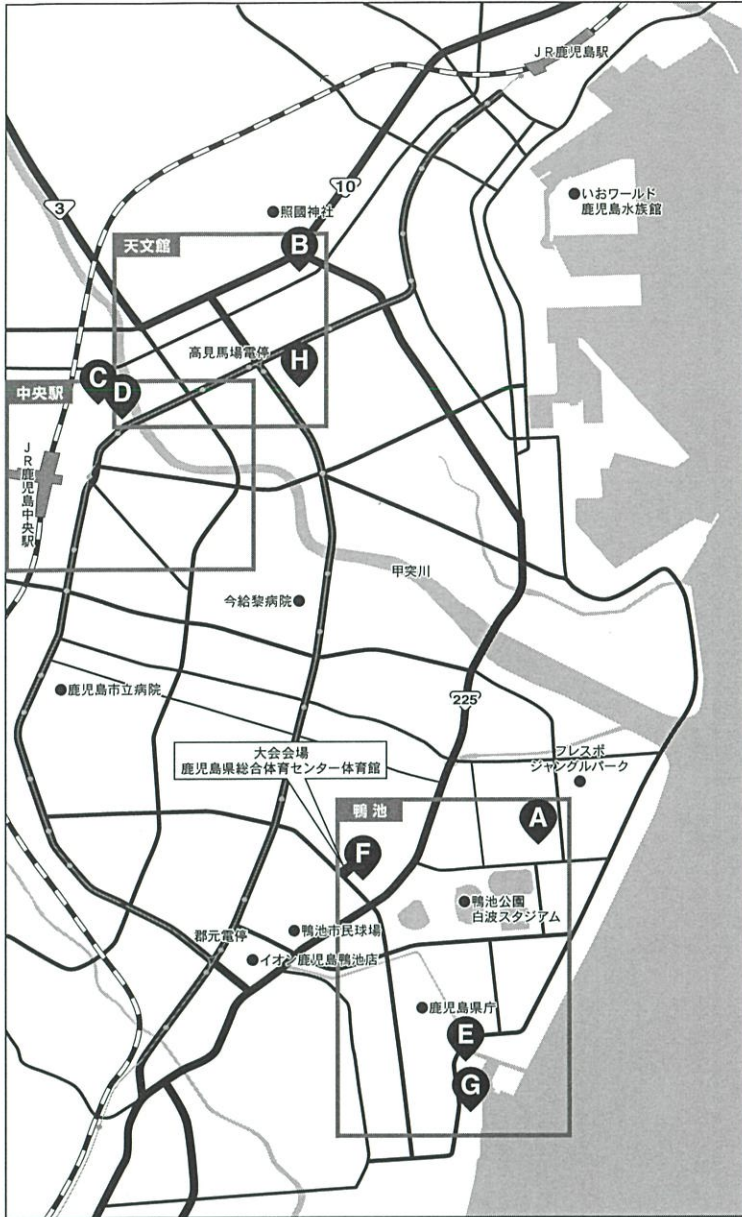 JR鹿児島駅
3
10
照國神社
いおワールド
鹿児島水族館
天文館
B
高見馬場電停
H
C
D
中央駅
JR鹿児島中央駅
甲突川
今給黎病院
鹿児島市立病院
225
大会会場
鹿児島県総合体育センター体育館
フレスポ
ジャングルパーク
鴨池
A
F
鴨池公園
白波スタジアム
鴨池市民球場
郡元電停
イオン鹿児島鴨池店
鹿児島県庁
E
G